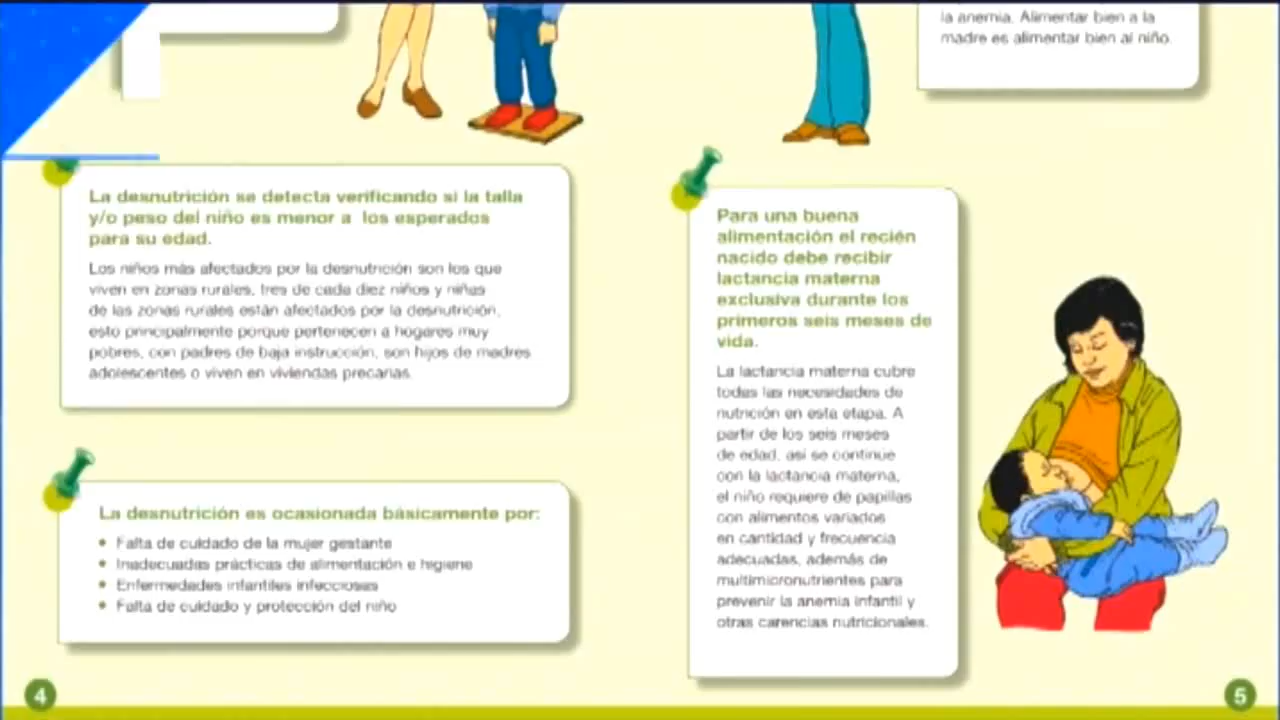 la anemia. Alimentar bien a la
madre es alimentar bien al niño.
La desnutrición se detecta verificando si la talla
y/o peso del niño es menor a los esperados
para su edad.
Los niños más afectados por la desnutrición son los que
viven en zonas rurales, tres de cada diez niños y niñas
de las zonas rurales están afectados por la desnutrición,
esto principalmente porque pertenecen a hogares muy
pobres, con padres de baja instrucción, son hijos de madres
adolescentes o viven en viviendas precarias.
La desnutrición es ocasionada básicamente por:
• Falta de cuidado de la mujer gestante
• Inadecuadas prácticas de alimentación e higiene
• Enfermedades infantiles infecciosas
• Falta de cuidado y protección del niño
4
Para una buena
alimentación el recién
nacido debe recibir
lactancia materna
exclusiva durante los
primeros seis meses de
vida.
La lactancia materna cubre
todas las necesidades de
nutrición en esta etapa. A
partir de los seis meses
de edad, así se continue
con la lactancia materna,
el niño requiere de papillas
con alimentos variados
en cantidad y frecuencia
adecuadas, además de
multimicronutrientes para
prevenir la anemia infantil y
otras carencias nutricionales.
5